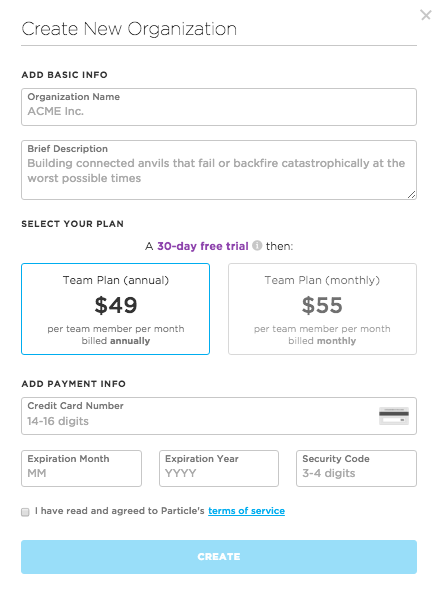 Create New Organization
ADD BASIC INFO
Organization Name
ACME Inc.
Brief Description
Building connected anvils that fail or backfire catastrophically at the
worst possible times
SELECT YOUR PLAN
A 30-day free trial then:
Team Plan (annual)
$49
per team member per month
billed annually
Team Plan (monthly)
$55
per team member per month
billed monthly
ADD PAYMENT INFO
Credit Card Number
14-16 digits
Expiration Month
MM
Expiration Year
YYYY
Security Code
3-4 digits
I have read and agreed to Particle's terms of service
CREATE